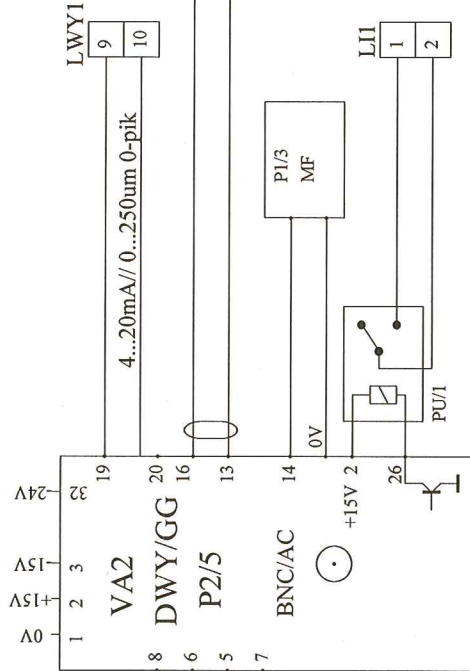 LWY1
9
10
LI1
1
2
4...20mA// 0...250um 0-pik
P1/3
MF
PU/1
0V
+15V
-15V
-24V
1
2
3
32
19
20
16
13
14
0V
2
+15V
26
VA2
DWY/GG
P2/5
BNC/AC
8
6
5
7